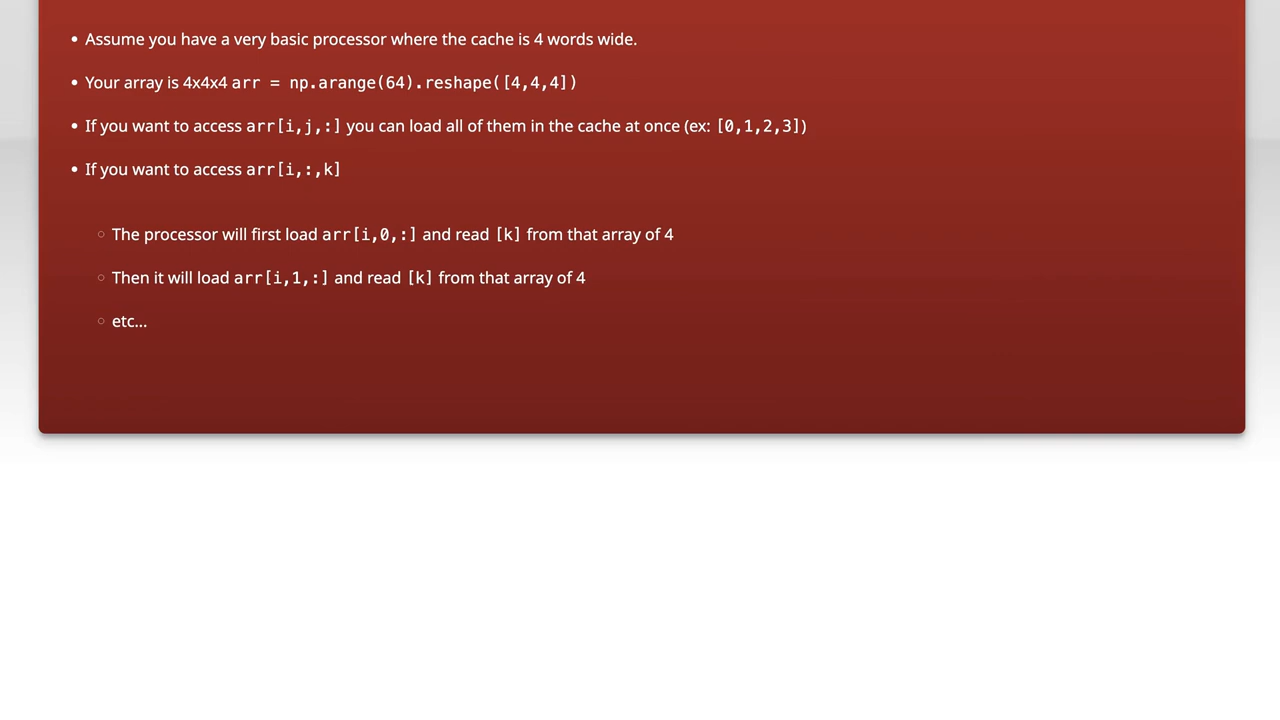 • Assume you have a very basic processor where the cache is 4 words wide.
• Your array is 4x4x4 arr = np.arange(64).reshape([4,4,4])
• If you want to access arr[i,j,:] you can load all of them in the cache at once (ex: [0,1,2,3])
• If you want to access arr[i,:,k]
○ The processor will first load arr[i,0,:] and read [k] from that array of 4
○ Then it will load arr[i,1,:] and read [k] from that array of 4
○ etc...